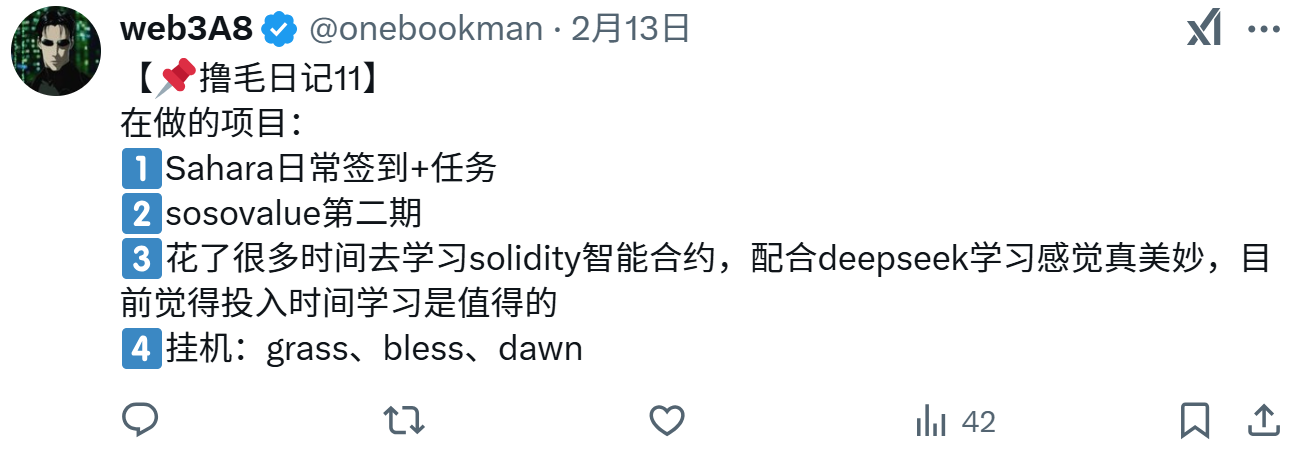 web3A8 @onebookman · 2月13日
【📌撸毛日记11】
在做的项目：
1️⃣Sahara日常签到+任务
2️⃣sosovalue第二期
3️⃣花了很多时间去学习solidity智能合约，配合deepseek学习感觉真美妙，目
前觉得投入时间学习是值得的
4️⃣挂机：grass、bless、dawn
42